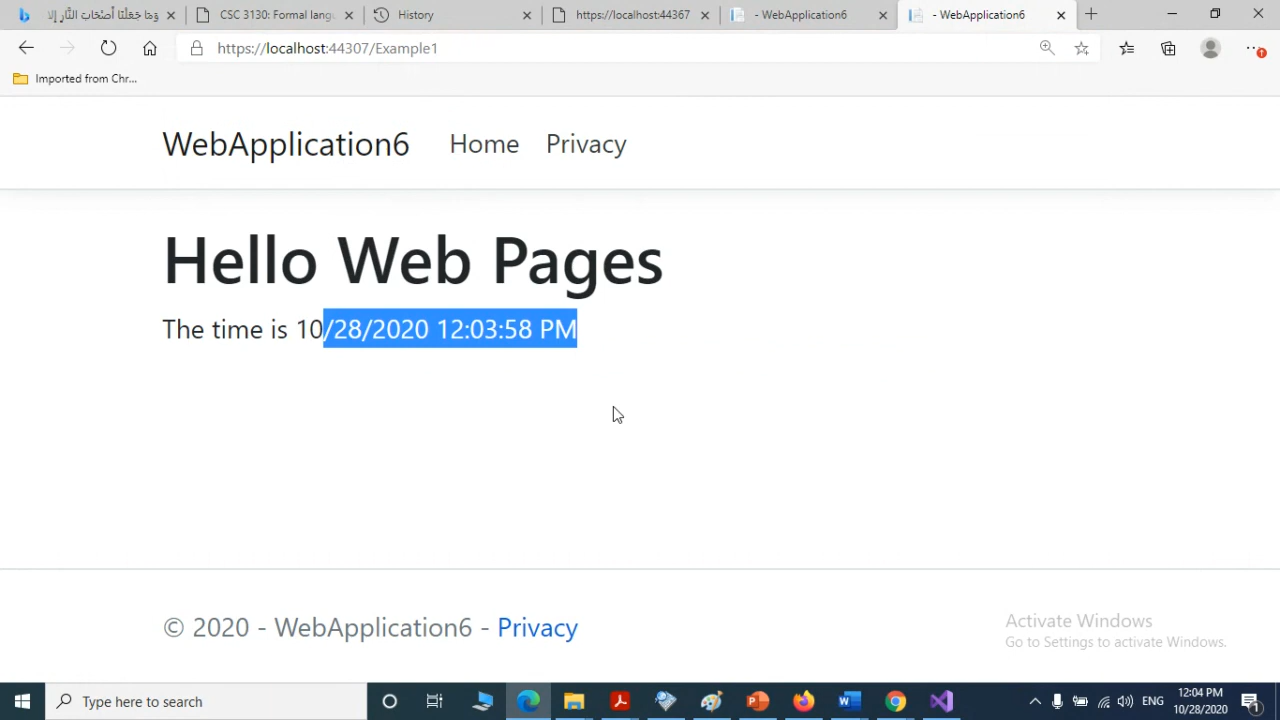 CSC 3130: Formal lang
History
https://localhost:44367
- WebApplication6
- WebApplication6
https://localhost:44307/Example1
Imported from Chr...
WebApplication6 Home Privacy
Hello Web Pages
The time is 10/28/2020 12:03:58 PM
© 2020 - WebApplication6 - Privacy
Activate Windows
Go to Settings to activate Windows.
Type here to search
ENG
12:04 PM
10/28/2020
1